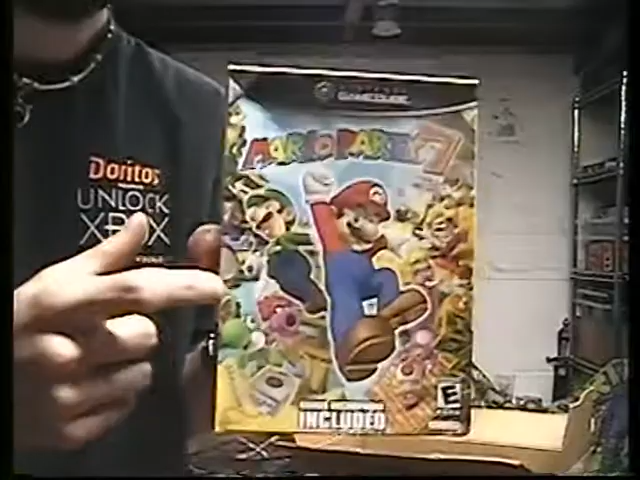 Doritos
UNLOCK
XBOX
GAMECUBE
MARIO PARTY 7
INCLUDED
E